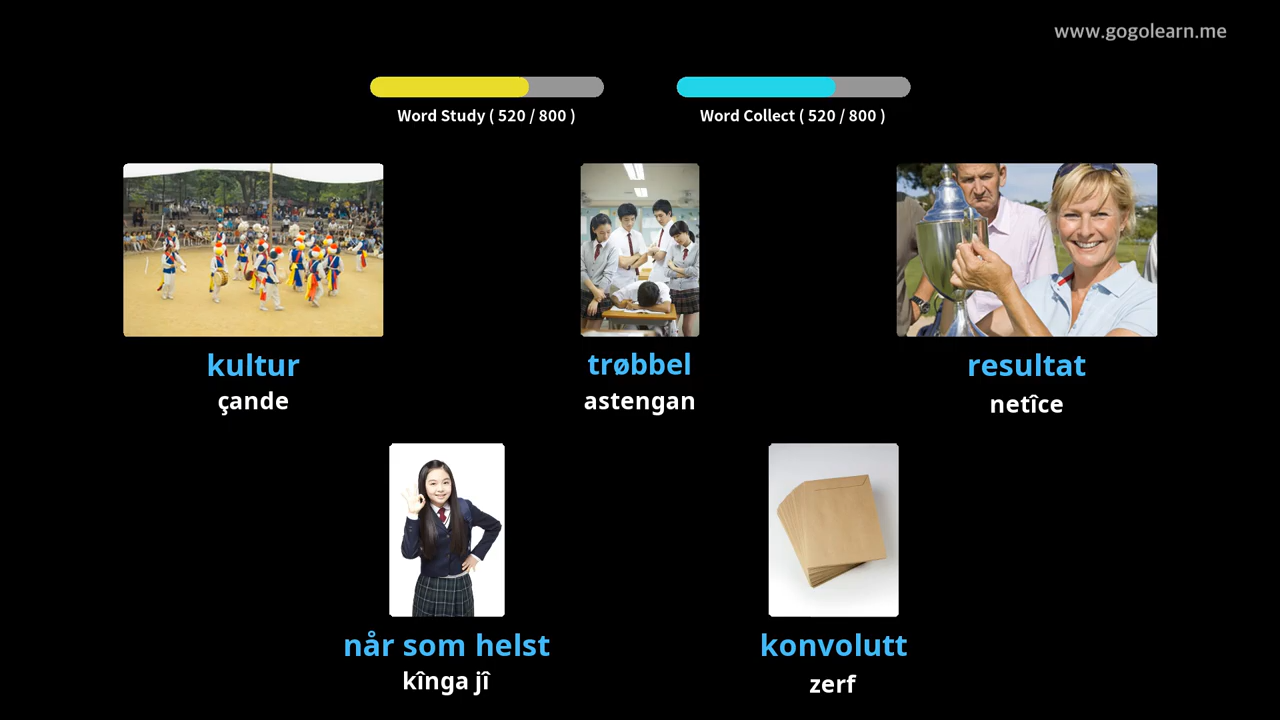 www.gogolearn.me
Word Study ( 520 / 800 )
Word Collect ( 520 / 800 )
kultur
çande
trøbbel
astengan
resultat
netîce
når som helst
kînga jî
konvolutt
zerf